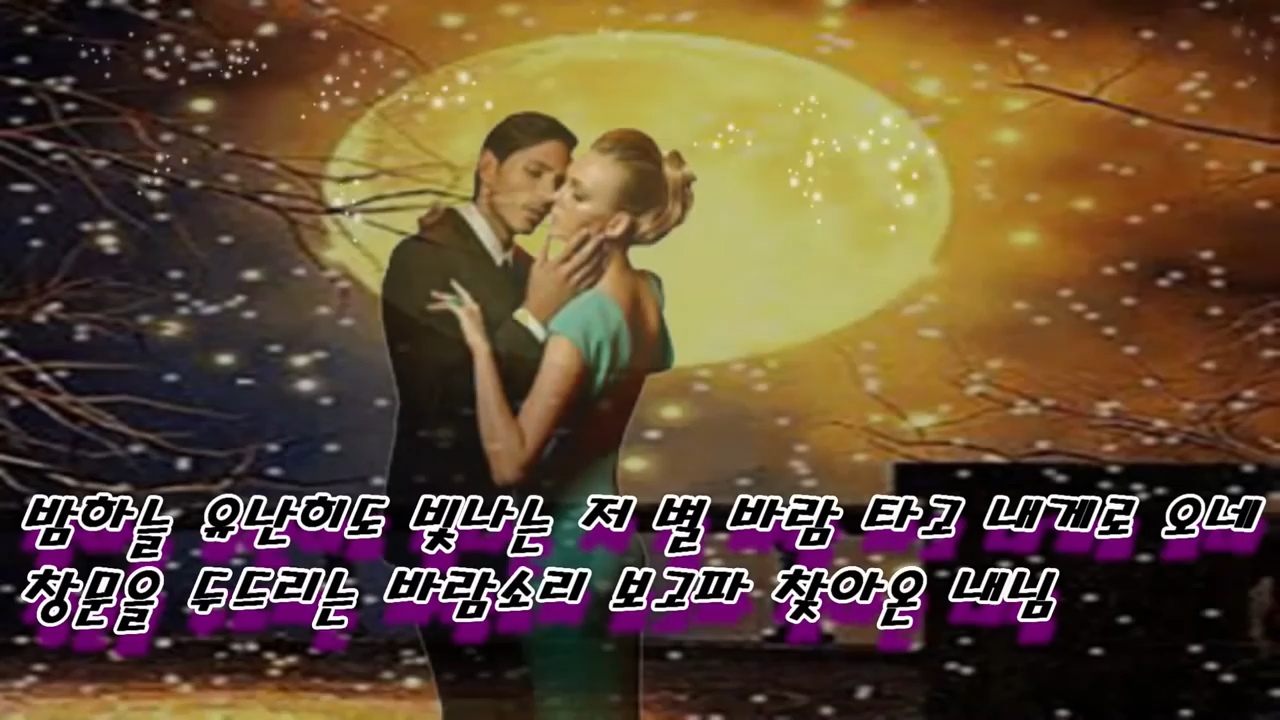 밤하늘 유난히도 빛나는 저 별 바람 타고 내게로 오네
창문을 두드리는 바람소리 보고파 찾아온 내님